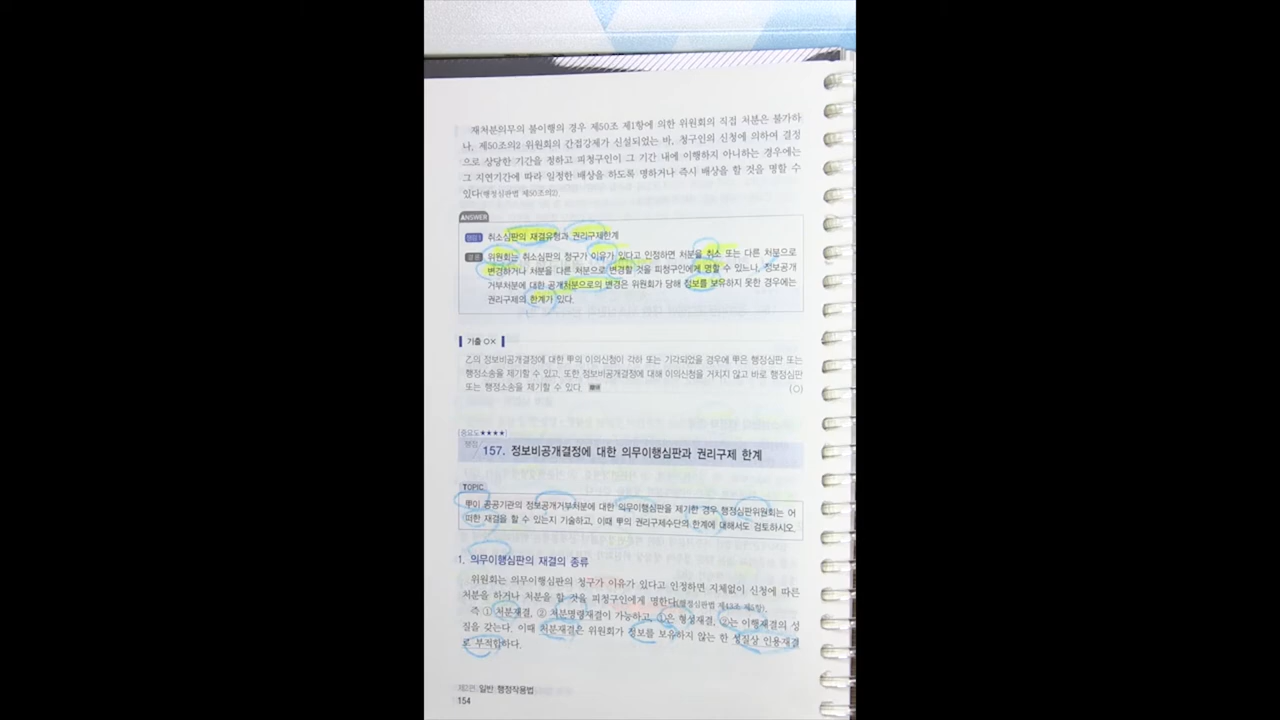 재처분의무의 불이행의 경우 제50조 제1항에 의한 위원회의 직접 처분은 불가하
나, 제50조의2 위원회의 간접강제가 신설되었는 바, 청구인의 신청에 의하여 결정
으로 상당한 기간을 정하고 피청구인이 그 기간 내에 이행하지 아니하는 경우에는
그 지연기간에 따라 일정한 배상을 하도록 명하거나 즉시 배상을 할 것을 명할 수
있다(행정심판법 제50조의2).
ANSWER
쟁점 1 취소심판의 재결유형과 권리구제한계
결론 위원회는 취소심판의 청구가 이유가 있다고 인정하면 처분을 취소 또는 다른 처분으로
변경하거나 처분을 다른 처분으로 변경할 것을 피청구인에게 명할 수 있느나, 정보공개
거부처분에 대한 공개처분으로의 변경은 위원회가 당해 정보를 보유하지 못한 경우에는
권리구제의 한계가 있다.
기출 O×
乙의 정보비공개결정에 대한 甲의 이의신청이 각하 또는 기각되었을 경우에 甲은 행정심판 또는
행정소송을 제기할 수 있고, 또한 정보비공개결정에 대해 이의신청을 거치지 않고 바로 행정심판
또는 행정소송을 제기할 수 있다. (O)
[중요도★★★★]
쟁점 157. 정보비공개결정에 대한 의무이행심판과 권리구제 한계
TOPIC
甲이 공공기관의 정보공개거부처분에 대한 의무이행심판을 제기한 경우 행정심판위원회는 어
떠한 재결을 할 수 있는지 기술하고, 이때 甲의 권리구제수단의 한계에 대해서도 검토하시오.
1. 의무이행심판의 재결의 종류
위원회는 의무이행심판의 청구가 이유가 있다고 인정하면 지체없이 신청에 따른
처분을 하거나 처분을 할 것을 피청구인에게 명한다(행정심판법 제43조 제5항).
즉 ① 처분재결, ② 처분명령재결이 가능하고, ①은 형성재결, ②는 이행재결의 성
질을 갖는다. 이때 처분재결은 위원회가 정보를 보유하지 않는 한 성질상 인용재결
로 부적합하다.
제2편 일반 행정작용법
154